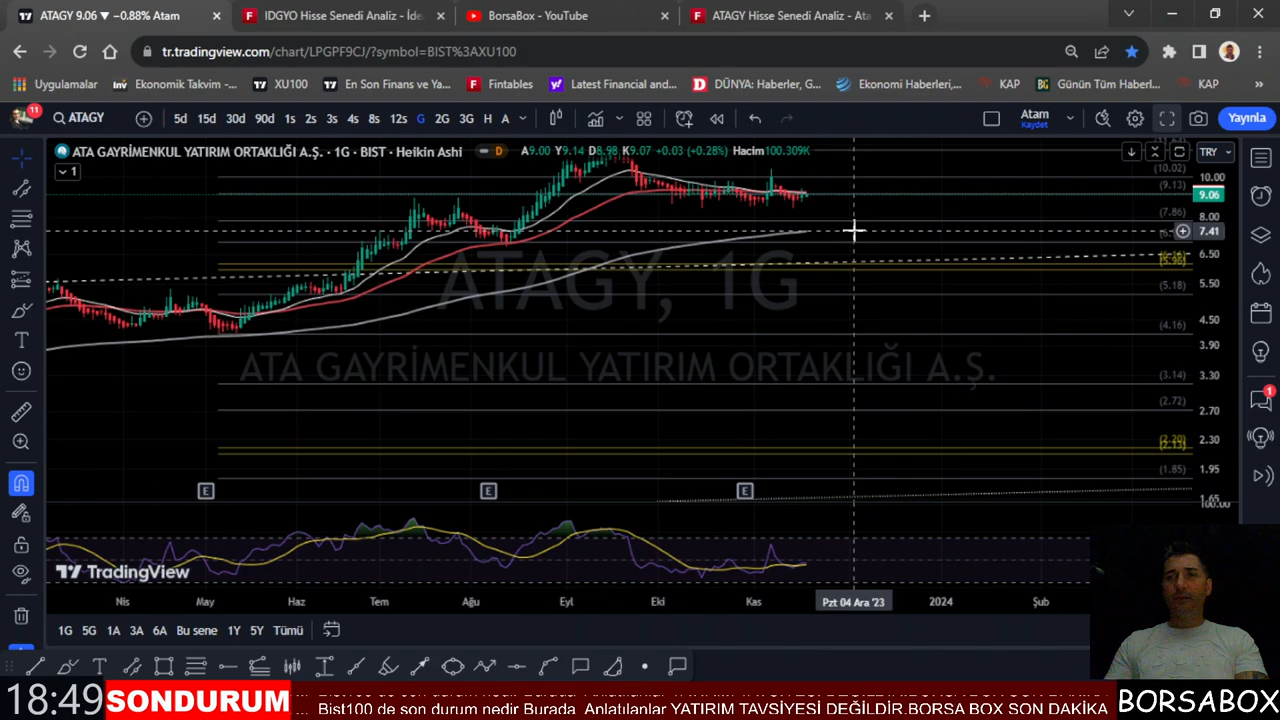 ATAGY 9.06 ▼ −0.88% Atam
IDGYO Hisse Senedi Analiz - İde
BorsaBox - YouTube
ATAGY Hisse Senedi Analiz - Ata
tr.tradingview.com/chart/LPGPF9CJ/?symbol=BIST%3AXU100
Uygulamalar
Ekonomik Takvim -...
XU100
En Son Finans ve Ya...
Fintables
Latest Financial and...
DÜNYA: Haberler, G...
Ekonomi Haberleri,...
KAP
Günün Tüm Haberl...
KAP
»
11
ATAGY
5d 15d 30d 90d 1s 2s 3s 4s 8s 12s G 2G 3G H A
Atam
Kaydet
Yayınla
ATA GAYRİMENKUL YATIRIM ORTAKLIĞI A.Ş. · 1G · BIST · Heikin Ashi
D
A9.00 Y9.14 D8.98 K9.07 +0.03 (+0.28%) Hacim100.309K
TRY
1
(10.02)
10.00
(9.13)
9.06
(7.86)
8.00
7.41
6.50
5.50
(5.18)
4.50
(4.16)
3.90
(3.14)
3.30
(2.72)
2.70
(2.20)
(2.13)
2.30
(1.85)
1.95
1.65
100.00
ATAGY, 1G
ATA GAYRİMENKUL YATIRIM ORTAKLIĞI A.Ş.
E E E
TradingView
Nis May Haz Tem Ağu Eyl Eki Kas Pzt 04 Ara '23 2024 Şub
1G 5G 1A 3A 6A Bu sene 1Y 5Y Tümü
1
18:49 SONDURUM
... Bist100 de son durum nedir Burada Anlatılanlar YATIRIM TAVSİYESİ DEĞİLDİR.BORSA BOX SON DAKİKA
BORSABOX